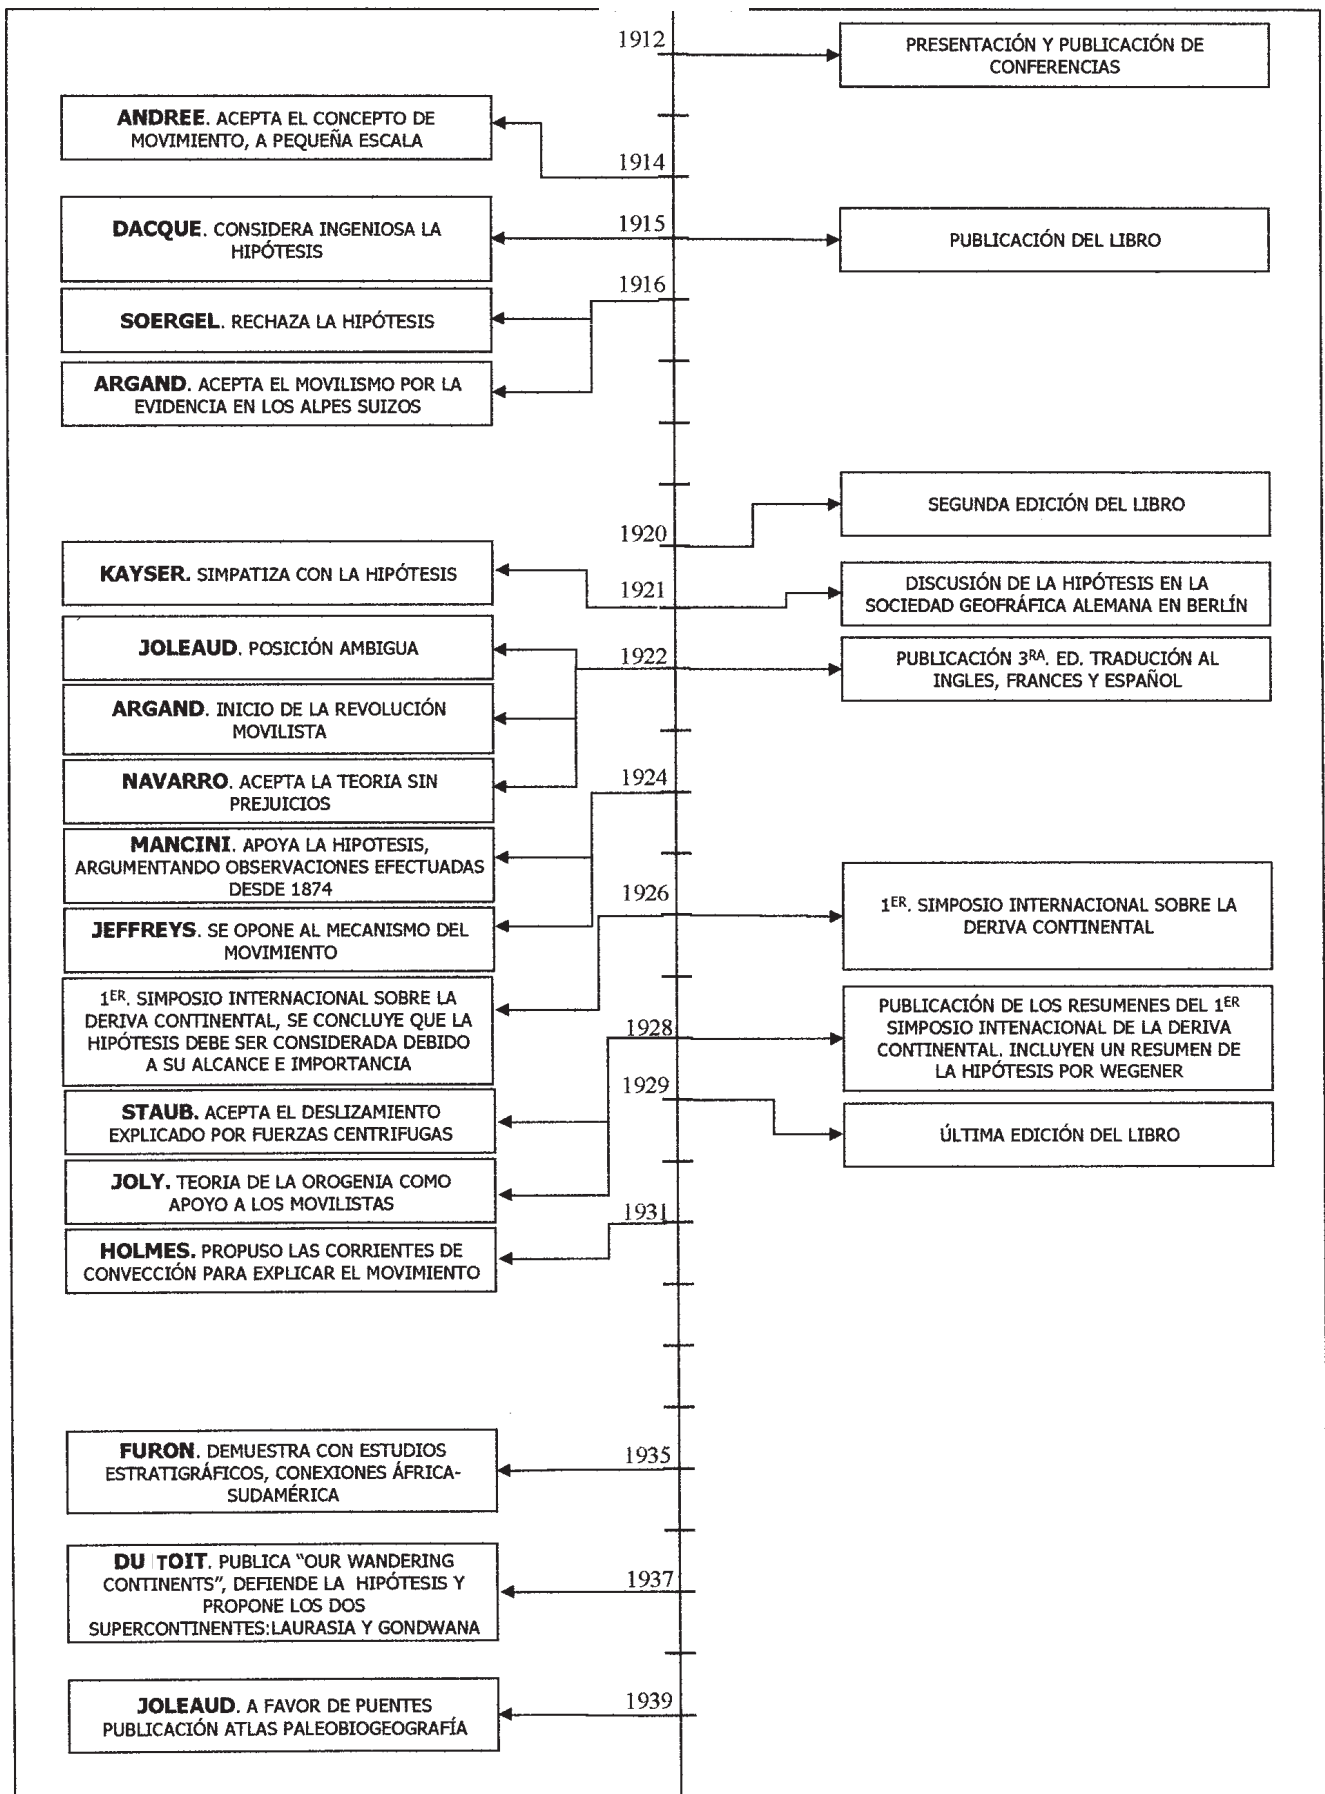 1912
PRESENTACIÓN Y PUBLICACIÓN DE
CONFERENCIAS
ANDREE. ACEPTA EL CONCEPTO DE
MOVIMIENTO, A PEQUEÑA ESCALA
1914
DACQUE. CONSIDERA INGENIOSA LA
HIPÓTESIS
1915
PUBLICACIÓN DEL LIBRO
1916
SOERGEL. RECHAZA LA HIPÓTESIS
ARGAND. ACEPTA EL MOVILISMO POR LA
EVIDENCIA EN LOS ALPES SUIZOS
SEGUNDA EDICIÓN DEL LIBRO
1920
KAYSER. SIMPATIZA CON LA HIPÓTESIS
1921
DISCUSIÓN DE LA HIPÓTESIS EN LA
SOCIEDAD GEOFRÁFICA ALEMANA EN BERLÍN
JOLEAUD. POSICIÓN AMBIGUA
1922
PUBLICACIÓN 3RA. ED. TRADUCIÓN AL
INGLES, FRANCES Y ESPAÑOL
ARGAND. INICIO DE LA REVOLUCIÓN
MOVILISTA
NAVARRO. ACEPTA LA TEORIA SIN
PREJUICIOS
1924
MANCINI. APOYA LA HIPOTESIS,
ARGUMENTANDO OBSERVACIONES EFECTUADAS
DESDE 1874
1926
1ER. SIMPOSIO INTERNACIONAL SOBRE LA
DERIVA CONTINENTAL
JEFFREYS. SE OPONE AL MECANISMO DEL
MOVIMIENTO
1ER. SIMPOSIO INTERNACIONAL SOBRE LA
DERIVA CONTINENTAL, SE CONCLUYE QUE LA
HIPÓTESIS DEBE SER CONSIDERADA DEBIDO
A SU ALCANCE E IMPORTANCIA
1928
PUBLICACIÓN DE LOS RESUMENES DEL 1ER
SIMPOSIO INTENACIONAL DE LA DERIVA
CONTINENTAL. INCLUYEN UN RESUMEN DE
LA HIPÓTESIS POR WEGENER
1929
STAUB. ACEPTA EL DESLIZAMIENTO
EXPLICADO POR FUERZAS CENTRIFUGAS
ÚLTIMA EDICIÓN DEL LIBRO
JOLY. TEORIA DE LA OROGENIA COMO
APOYO A LOS MOVILISTAS
1931
HOLMES. PROPUSO LAS CORRIENTES DE
CONVECCIÓN PARA EXPLICAR EL MOVIMIENTO
FURON. DEMUESTRA CON ESTUDIOS
ESTRATIGRÁFICOS, CONEXIONES ÁFRICA-
SUDAMÉRICA
1935
DU TOIT. PUBLICA “OUR WANDERING
CONTINENTS”, DEFIENDE LA HIPÓTESIS Y
PROPONE LOS DOS
SUPERCONTINENTES:LAURASIA Y GONDWANA
1937
JOLEAUD. A FAVOR DE PUENTES
PUBLICACIÓN ATLAS PALEOBIOGEOGRAFÍA
1939